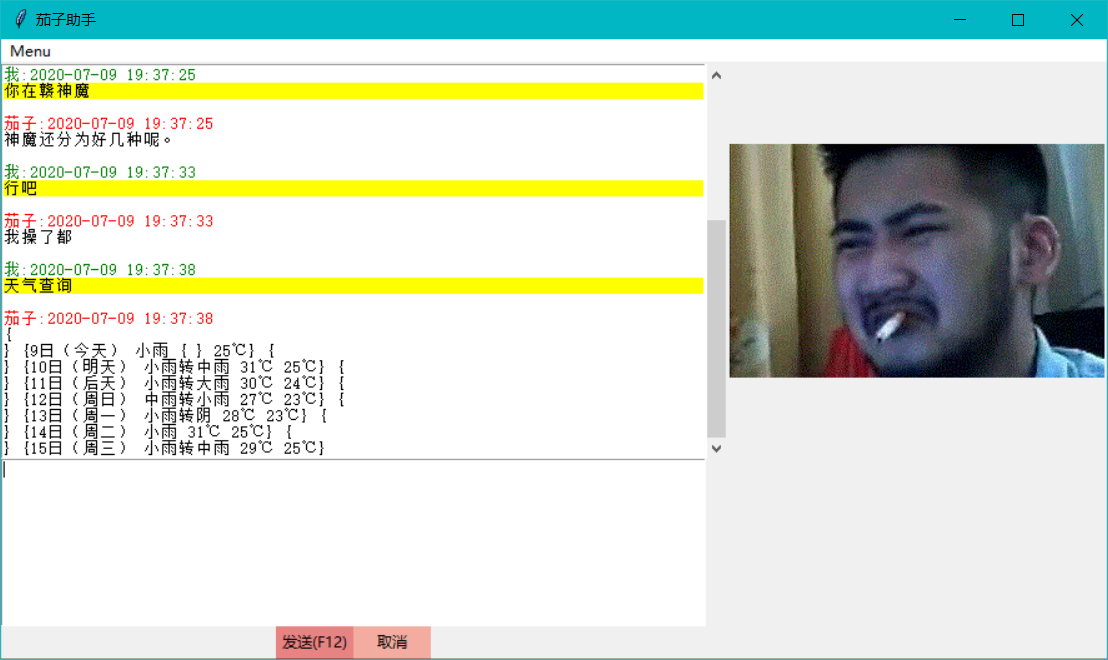 茄子助手
Menu
我:2020-07-09 19:37:25
你在赣神魔
茄子:2020-07-09 19:37:25
神魔还分为好几种呢。
我:2020-07-09 19:37:33
行吧
茄子:2020-07-09 19:37:33
我操了都
我:2020-07-09 19:37:38
天气查询
茄子:2020-07-09 19:37:38
{
} {9日（今天） 小雨 { } 25℃} {
} {10日（明天） 小雨转中雨 31℃ 25℃} {
} {11日（后天） 小雨转大雨 30℃ 24℃} {
} {12日（周日） 中雨转小雨 27℃ 23℃} {
} {13日（周一） 小雨转阴 28℃ 23℃} {
} {14日（周二） 小雨 31℃ 25℃} {
} {15日（周三） 小雨转中雨 29℃ 25℃}
发送(F12) 取消